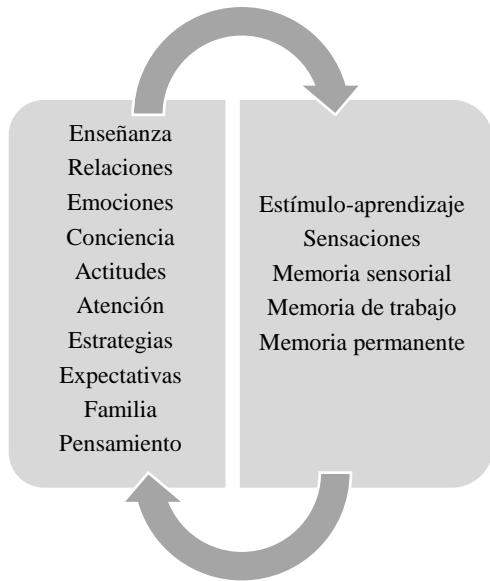 Enseñanza
Relaciones
Emociones
Conciencia
Actitudes
Atención
Estrategias
Expectativas
Familia
Pensamiento
Estímulo-aprendizaje
Sensaciones
Memoria sensorial
Memoria de trabajo
Memoria permanente